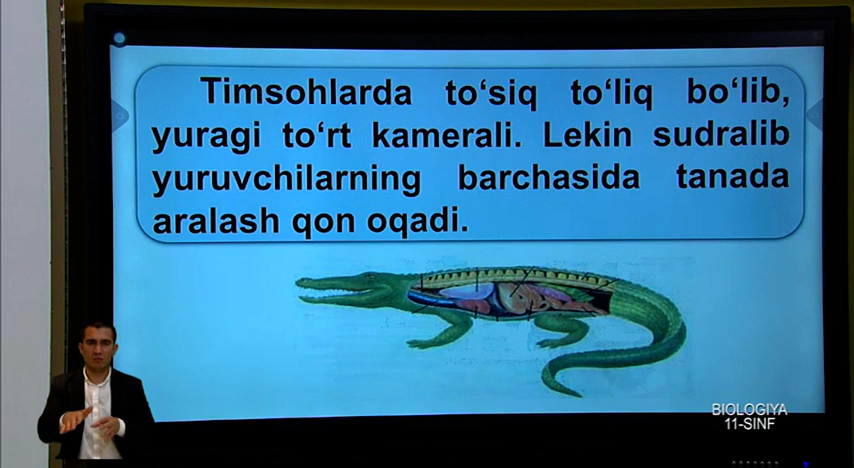 Timsohlarda to‘siq to‘liq bo‘lib,
yuragi to‘rt kamerali. Lekin sudralib
yuruvchilarning barchasida tanada
aralash qon oqadi.
BIOLOGIYA
11-SINF